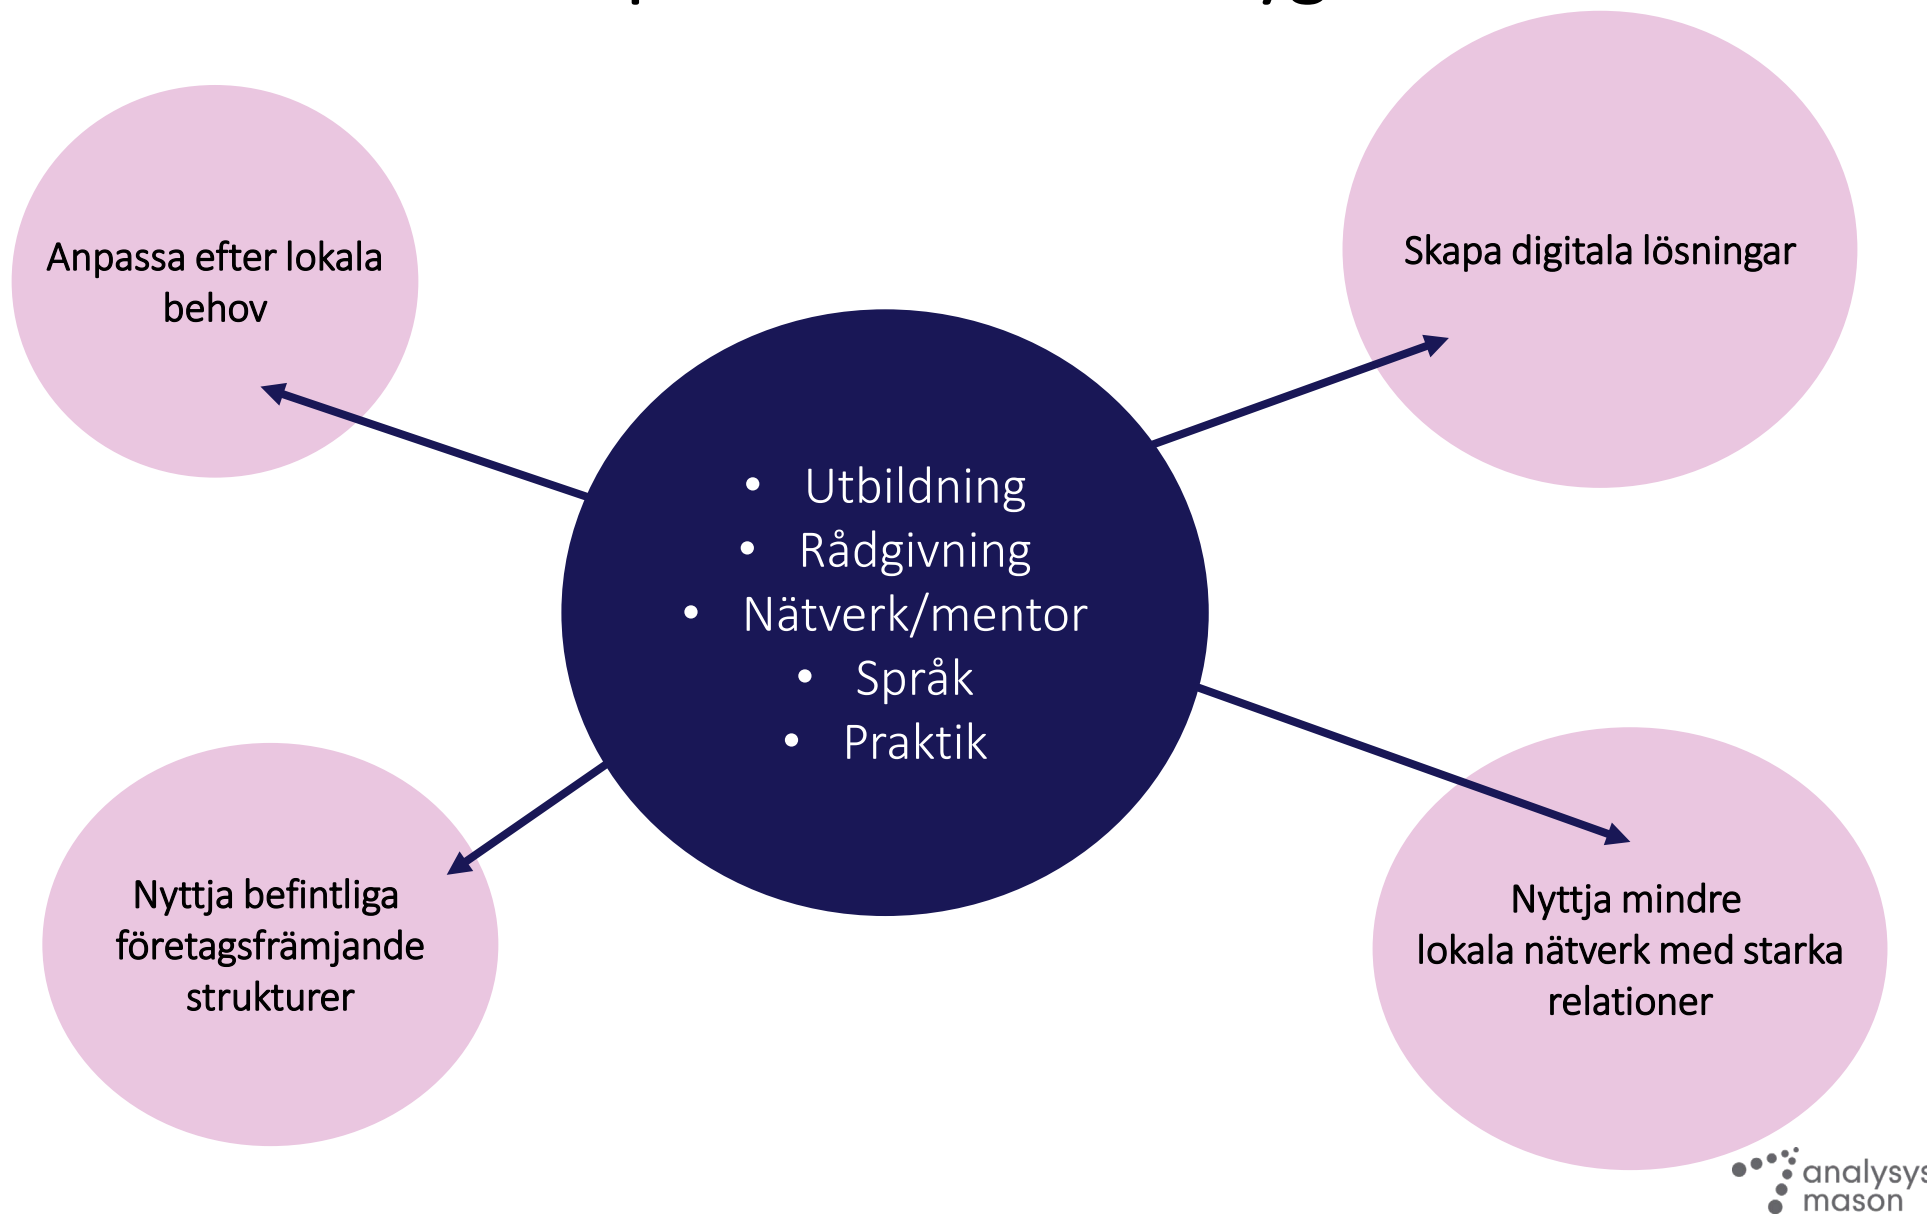 Anpassa efter lokala
behov
Skapa digitala lösningar
• Utbildning
• Rådgivning
• Nätverk/mentor
• Språk
• Praktik
Nyttja befintliga
företagsfrämjande
strukturer
Nyttja mindre
lokala nätverk med starka
relationer
analysys
mason